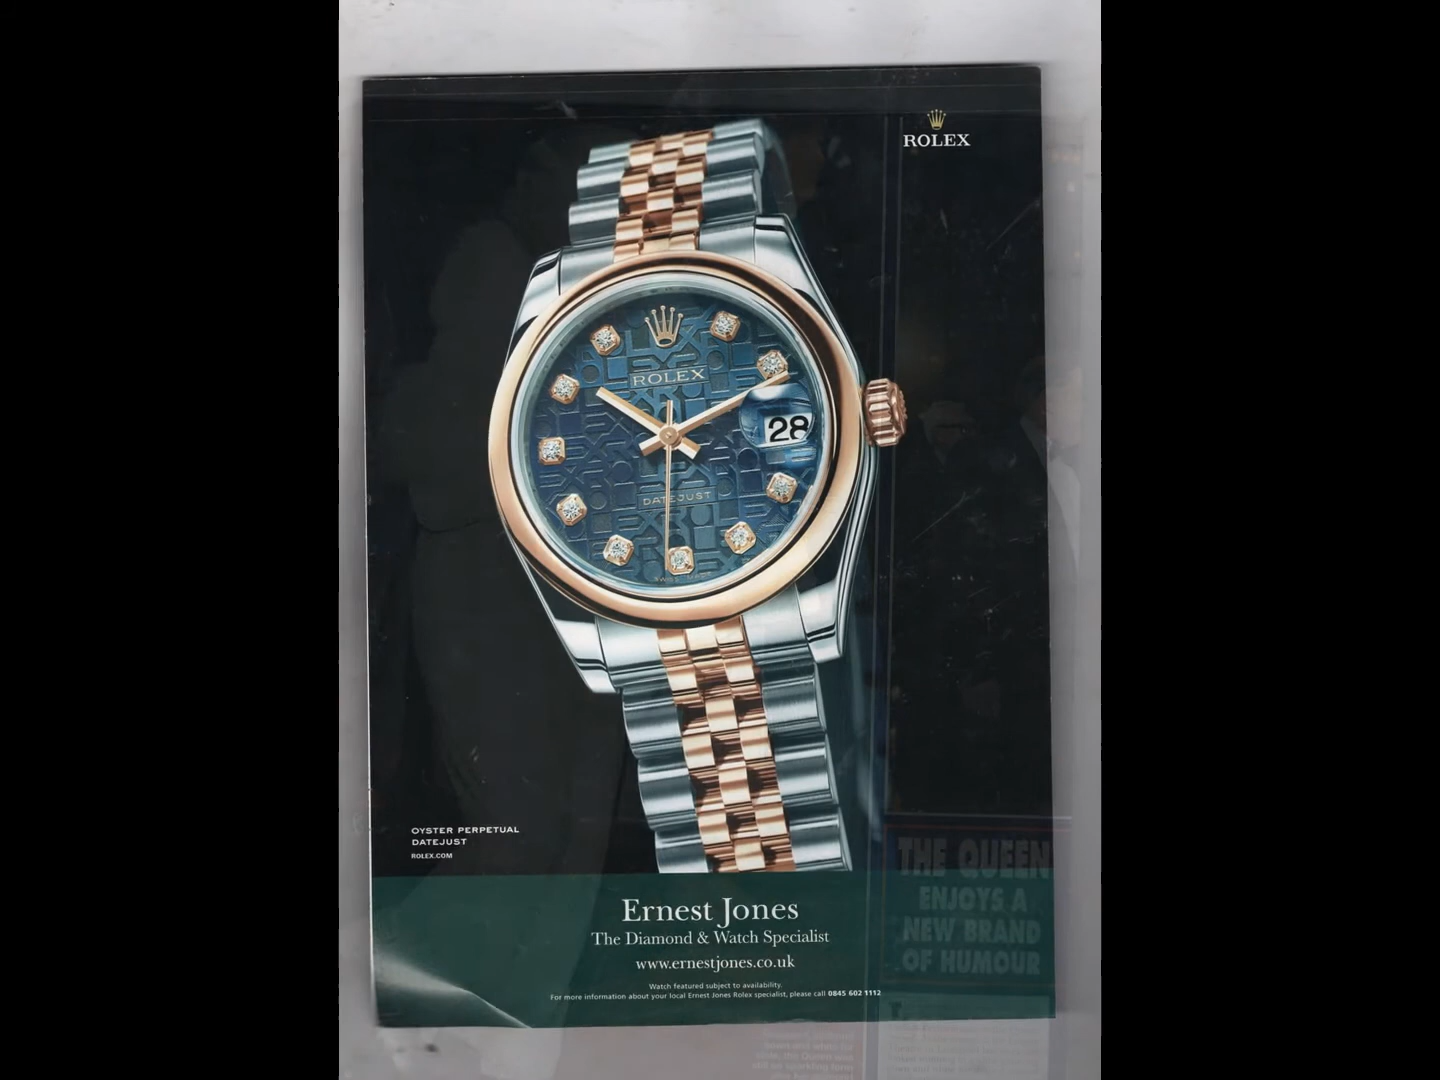 ROLEX
ROLEX
28
DATEJUST
SWISS MADE
OYSTER PERPETUAL
DATEJUST
ROLEX.COM
THE QUEEN
ENJOYS A
NEW BRAND
OF HUMOUR
Ernest Jones
The Diamond & Watch Specialist
www.ernestjones.co.uk
Watch featured subject to availability.
For more information about your local Ernest Jones Rolex specialist, please call 0845 602 1112